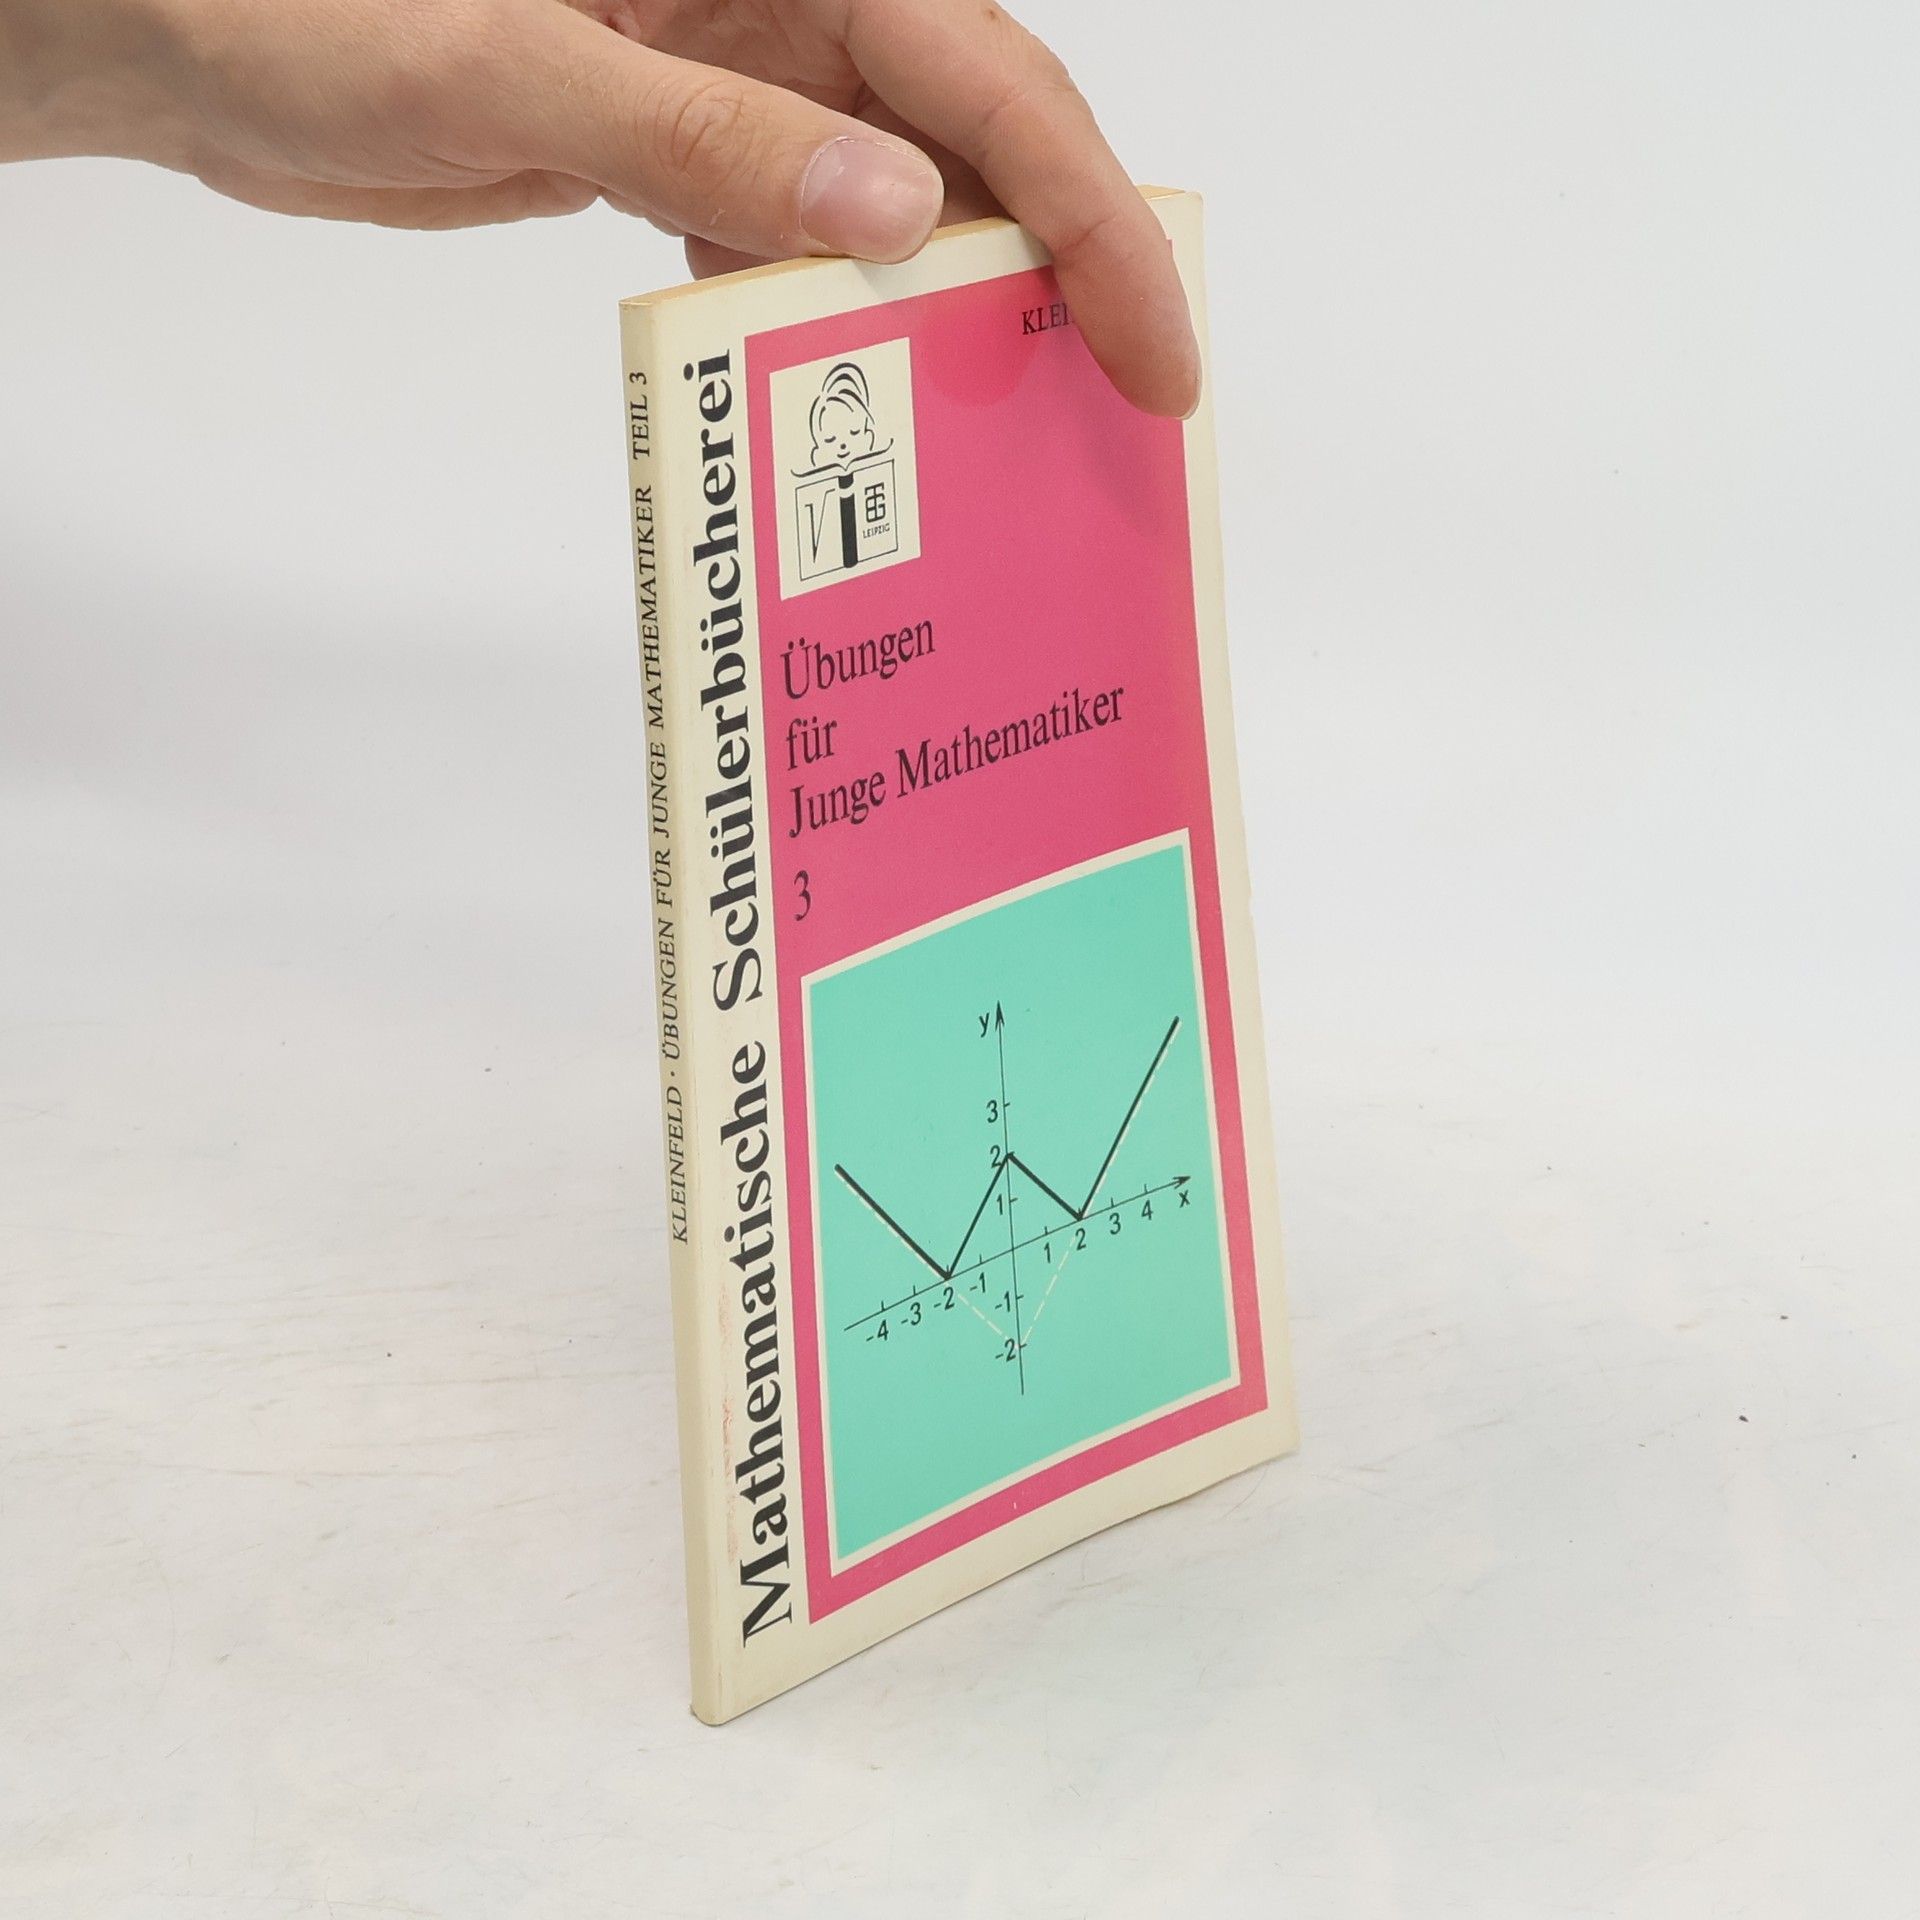 KLEINFELD · ÜBUNGEN FÜR JUNGE MATHEMATIKER TEIL 3
Mathematische Schülerbücherei
V
LEIPZIG
Übungen
für
Junge Mathematiker
3
y
3
2
1
-4 -3 -2 -1 1 2 3 4 x
-1
-2